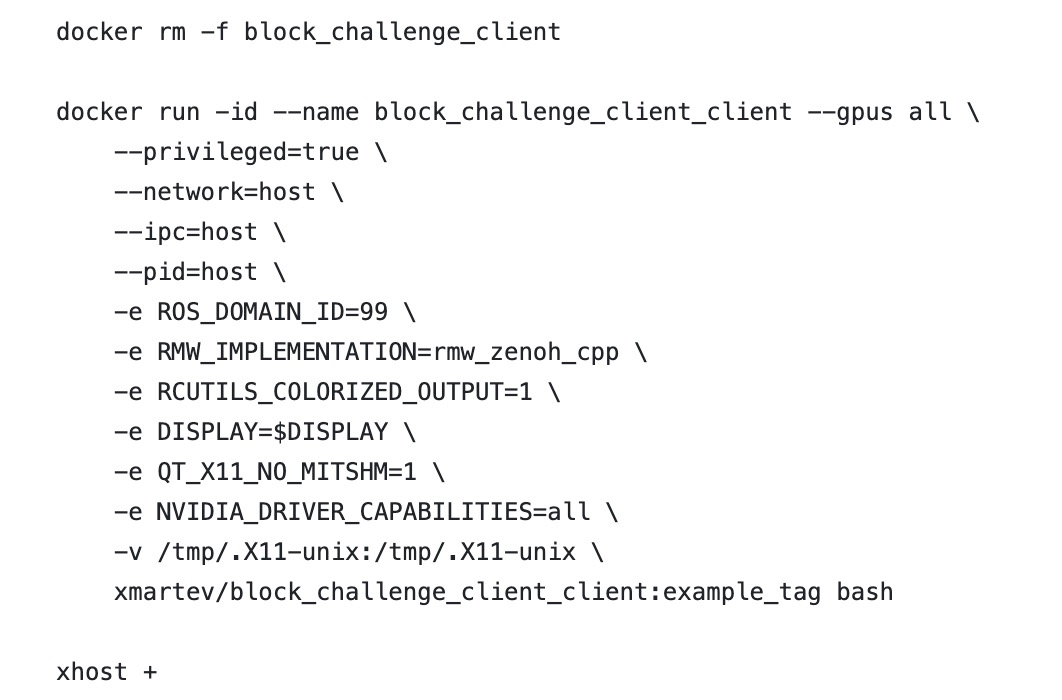 docker rm -f block_challenge_client
docker run -id --name block_challenge_client_client --gpus all \
--privileged=true \
--network=host \
--ipc=host \
--pid=host \
-e ROS_DOMAIN_ID=99 \
-e RMW_IMPLEMENTATION=rmw_zenoh_cpp \
-e RCUTILS_COLORIZED_OUTPUT=1 \
-e DISPLAY=$DISPLAY \
-e QT_X11_NO_MITSHM=1 \
-e NVIDIA_DRIVER_CAPABILITIES=all \
-v /tmp/.X11-unix:/tmp/.X11-unix \
xmartev/block_challenge_client_client:example_tag bash
xhost +